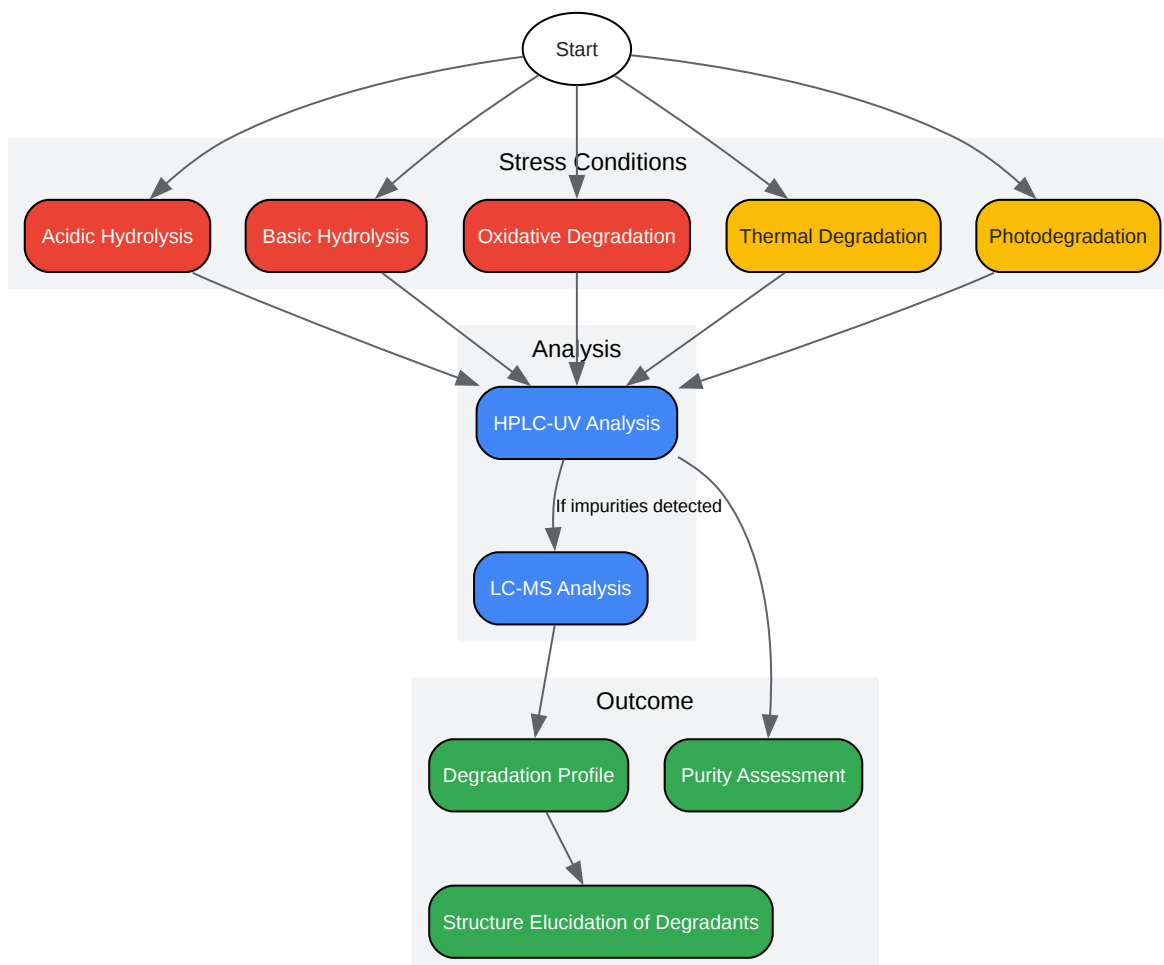 Start
Stress Conditions
Acidic Hydrolysis
Basic Hydrolysis
Oxidative Degradation
Thermal Degradation
Photodegradation
Analysis
HPLC-UV Analysis
If impurities detected
LC-MS Analysis
Outcome
Degradation Profile
Purity Assessment
Structure Elucidation of Degradants